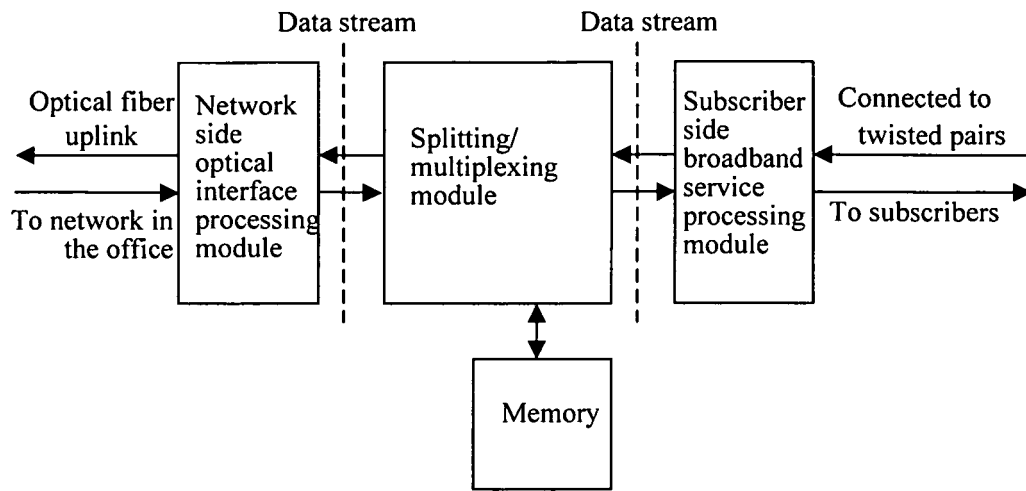 Data stream
Data stream
Optical fiber
uplink
To network in
the office
Network
side
optical
interface
processing
module
Splitting/
multiplexing
module
Subscriber
side
broadband
service
processing
module
Connected to
twisted pairs
To subscribers
Memory